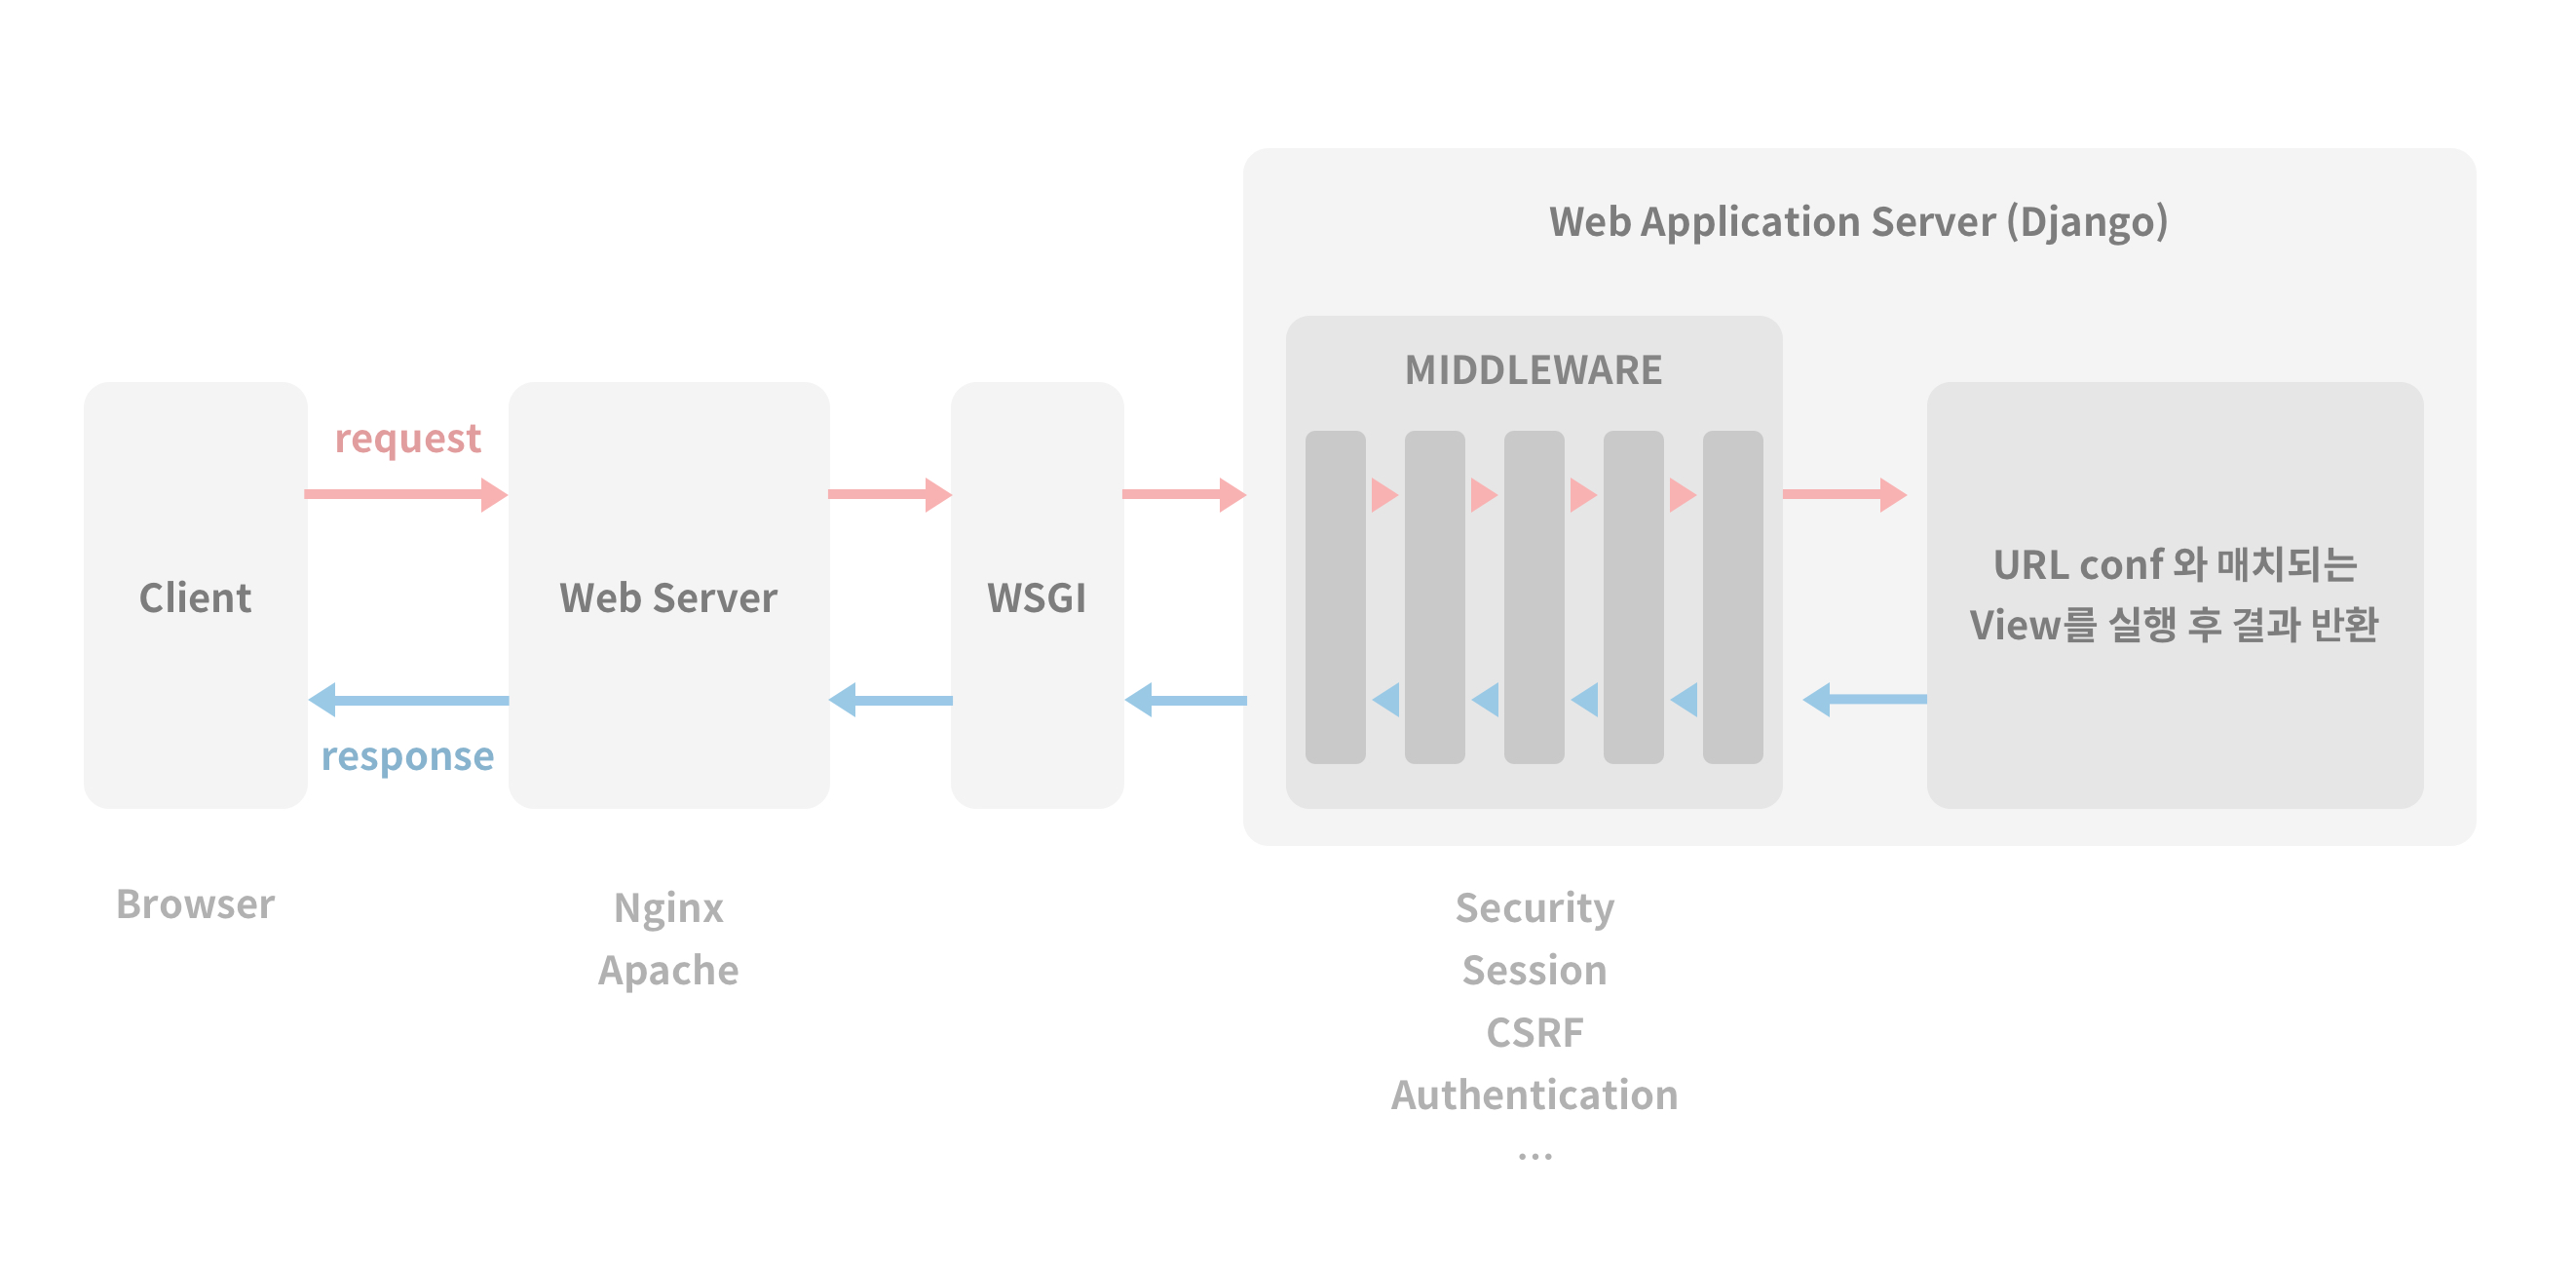 Web Application Server (Django)
MIDDLEWARE
request
Client
Web Server
WSGI
URL conf 와 매치되는
View를 실행 후 결과 반환
response
Browser
Nginx
Apache
Security
Session
CSRF
Authentication
...